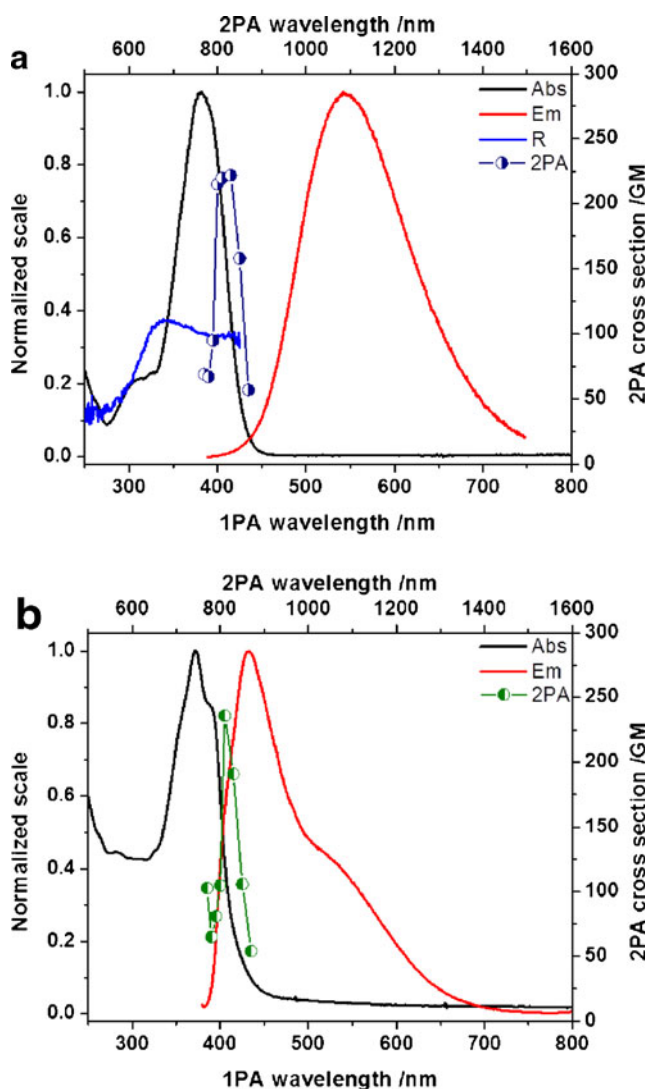 2PA wavelength /nm
600 800 1000 1200 1400 1600
a
Abs
Em
R
2PA
1.0
0.8
0.6
0.4
0.2
0.0
Normalized scale
300
250
200
150
100
50
0
2PA cross section /GM
300 400 500 600 700 800
1PA wavelength /nm
b
2PA wavelength /nm
600 800 1000 1200 1400 1600
Abs
Em
2PA
1.0
0.8
0.6
0.4
0.2
0.0
Normalized scale
300
250
200
150
100
50
0
2PA cross section /GM
300 400 500 600 700 800
1PA wavelength /nm